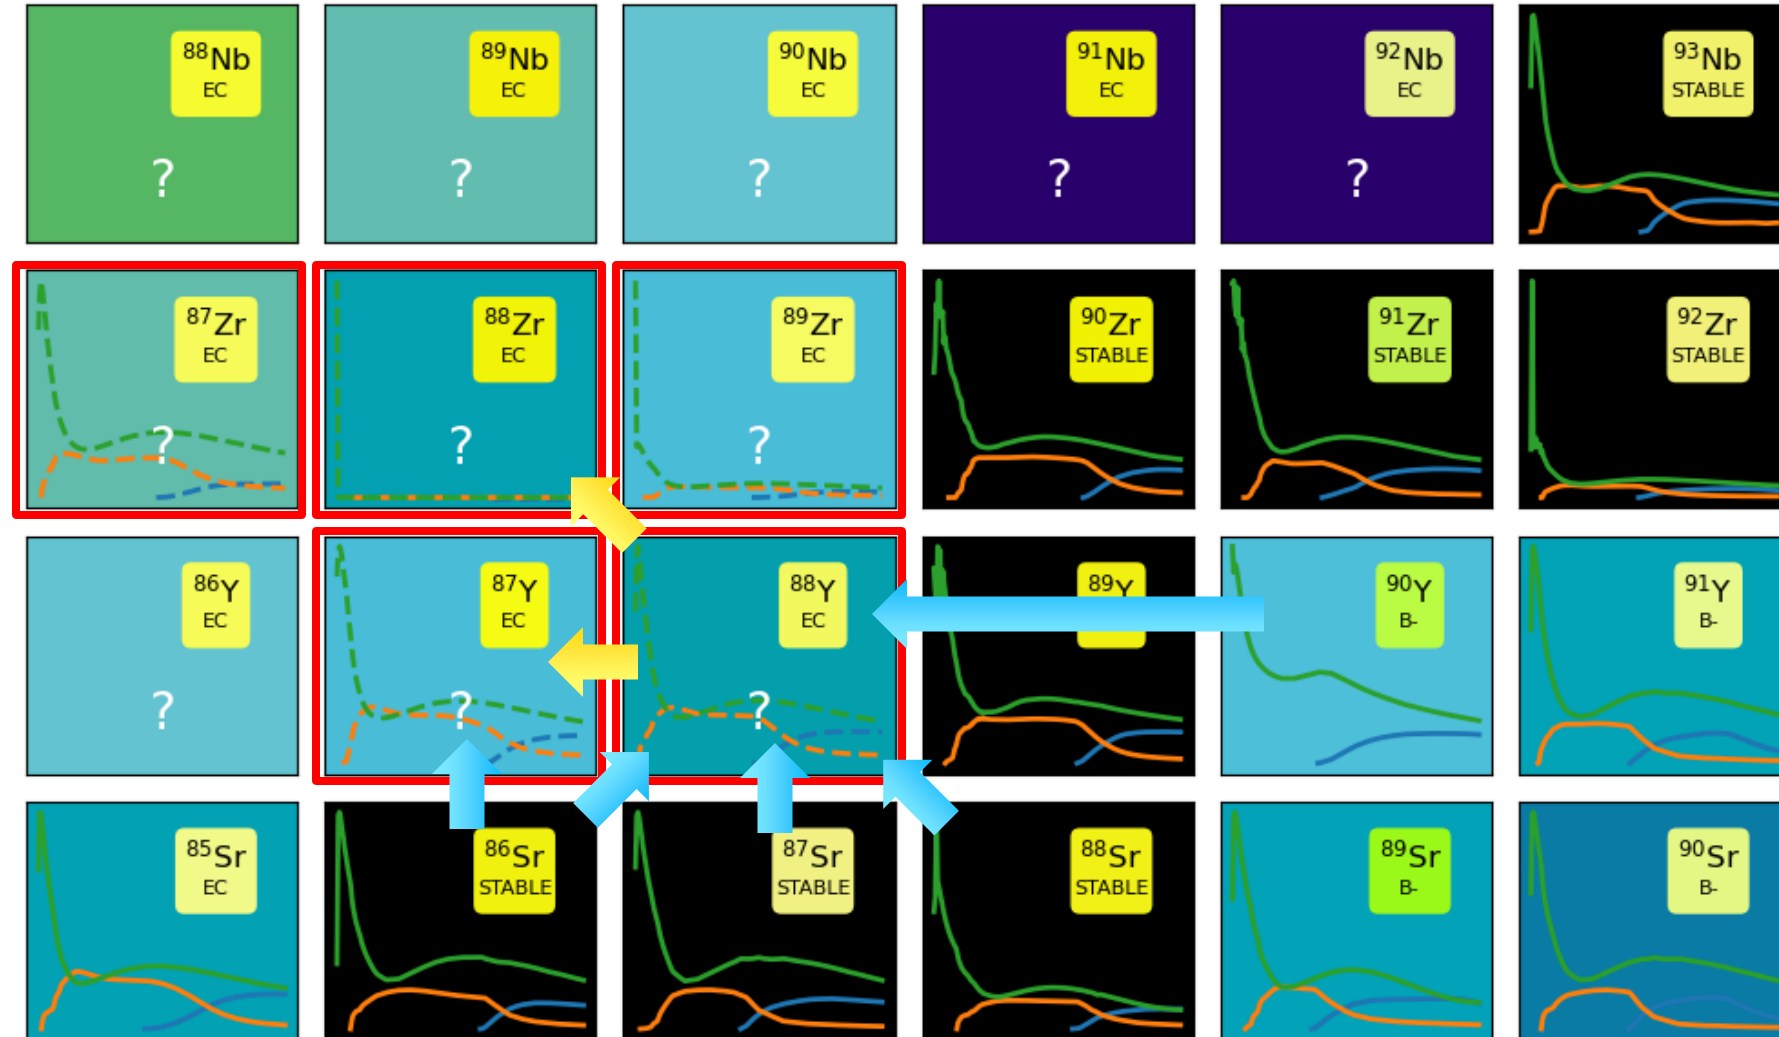 88Nb
EC
?
89Nb
EC
?
90Nb
EC
?
91Nb
EC
?
92Nb
EC
?
93Nb
STABLE
87Zr
EC
?
88Zr
EC
?
89Zr
EC
?
90Zr
STABLE
91Zr
STABLE
92Zr
STABLE
86Y
EC
?
87Y
EC
?
88Y
EC
?
89Y
90Y
B-
91Y
B-
85Sr
EC
86Sr
STABLE
87Sr
STABLE
88Sr
STABLE
89Sr
B-
90Sr
B-